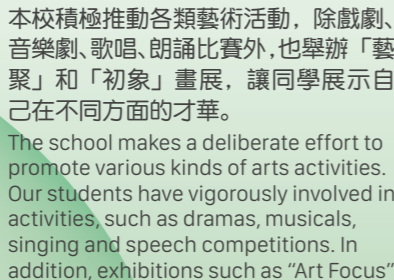 本校積極推動各類藝術活動，除戲劇、
音樂劇、歌唱、朗誦比賽外，也舉辦「藝
聚」和「初象」畫展，讓同學展示自
己在不同方面的才華。
The school makes a deliberate effort to
promote various kinds of arts activities.
Our students have vigorously involved in
activities, such as dramas, musicals,
singing and speech competitions. In
addition, exhibitions such as “Art Focus”